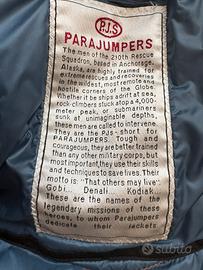 P.J.S
PARAJUMPERS
The men of the 210th Rescue
Squadron, based in Anchorage,
Alaska, are highly trained for
extreme rescues and recoveries
in the wildest, most remote and
hostile corners of the Globe.
Whether it be ships adrift at sea,
rock-climbers stuck atop a 4,000-
meter peak, or submariners
sunk at unimaginable depths,
these men are called to intervene.
They are the PJs - short for
PARAJUMPERS. Tough and
courageous, they are better trained
than any other military corps, but
most important, they use their skills
and techniques to save lives. Their
motto is: "That others may live".
Gobi... Denali... Kodiak...
These are the names of the
legendary missions of these
heroes, to whom Parajumpers
dedicate their jackets
subito